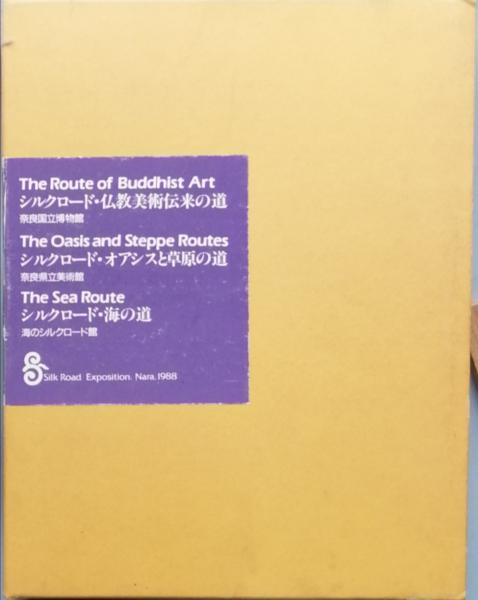 The Route of Buddhist Art
シルクロード・仏教美術伝来の道
奈良国立博物館
The Oasis and Steppe Routes
シルクロード・オアシスと草原の道
奈良県立美術館
The Sea Route
シルクロード・海の道
海のシルクロード館
Silk Road Exposition. Nara. 1988